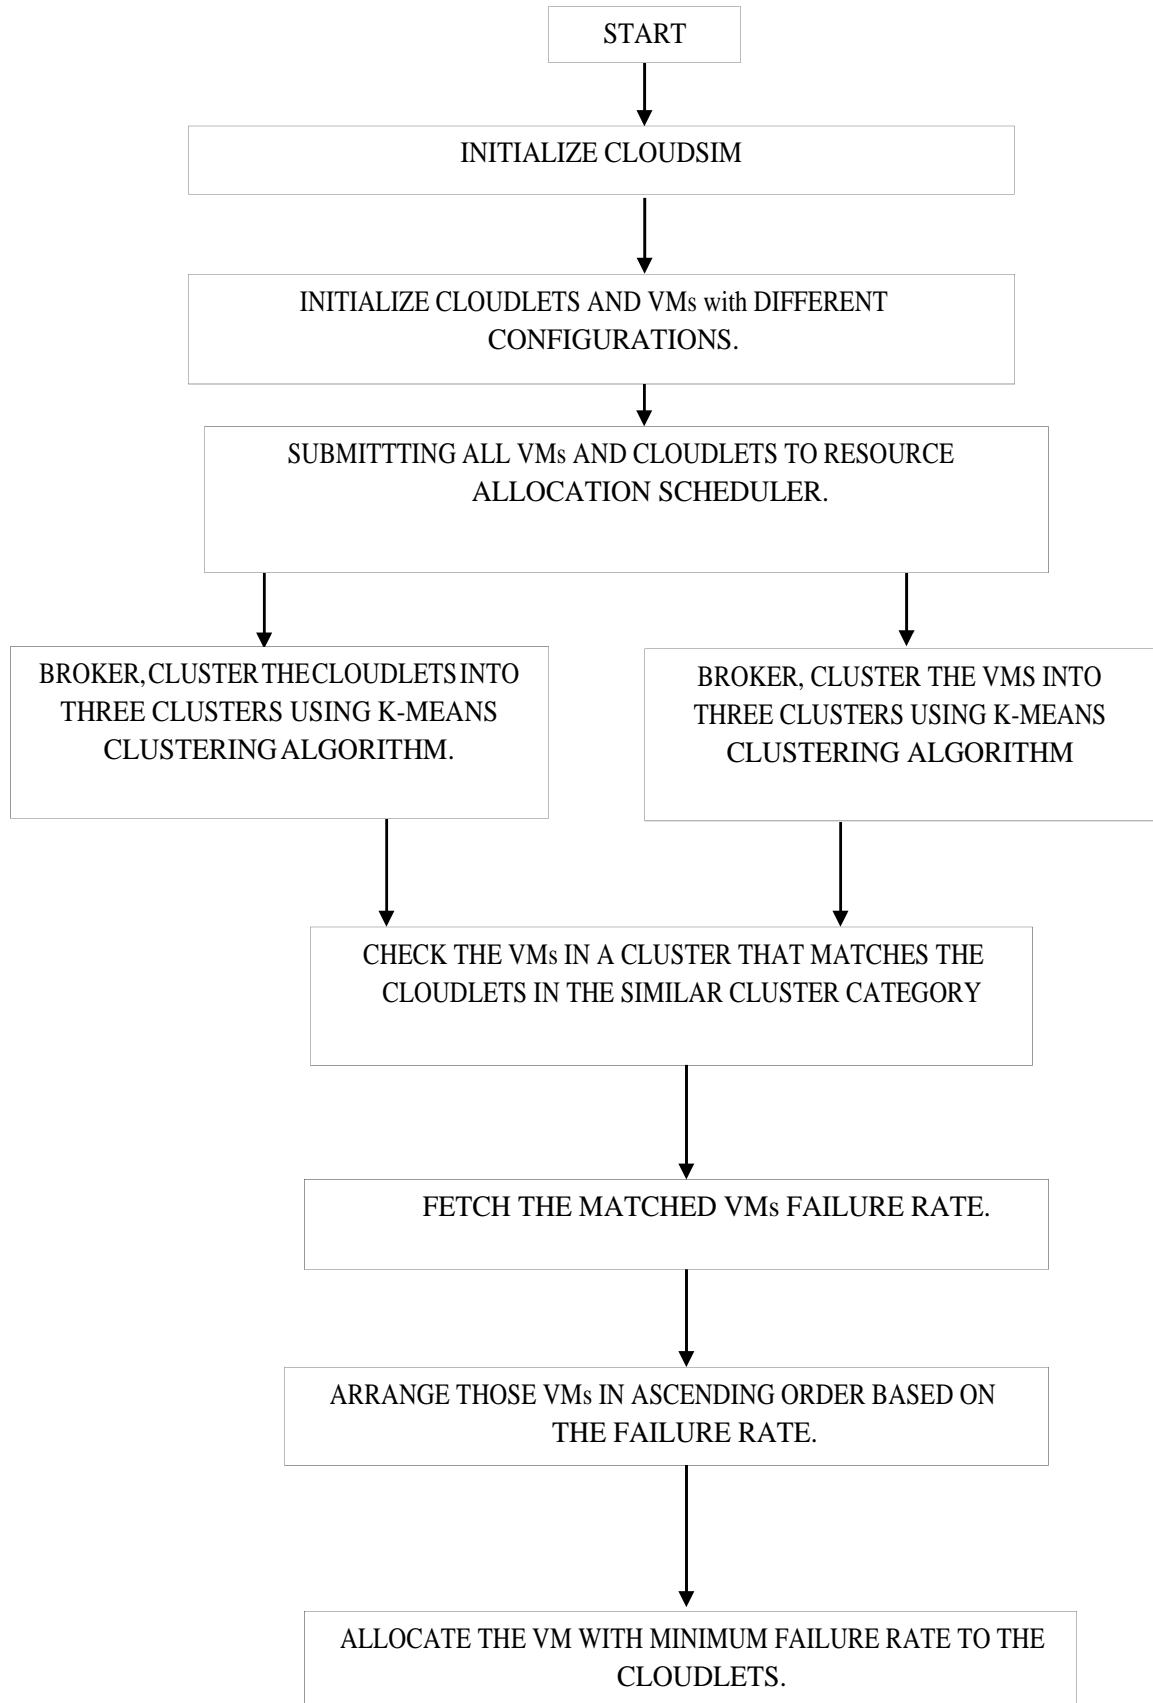 START
INITIALIZE CLOUDSIM
INITIALIZE CLOUDLETS AND VMs with DIFFERENT
CONFIGURATIONS.
SUBMITTTING ALL VMs AND CLOUDLETS TO RESOURCE
ALLOCATION SCHEDULER.
BROKER, CLUSTER THE CLOUDLETS INTO
THREE CLUSTERS USING K-MEANS
CLUSTERING ALGORITHM.
BROKER, CLUSTER THE VMS INTO
THREE CLUSTERS USING K-MEANS
CLUSTERING ALGORITHM
CHECK THE VMs IN A CLUSTER THAT MATCHES THE
CLOUDLETS IN THE SIMILAR CLUSTER CATEGORY
FETCH THE MATCHED VMs FAILURE RATE.
ARRANGE THOSE VMs IN ASCENDING ORDER BASED ON
THE FAILURE RATE.
ALLOCATE THE VM WITH MINIMUM FAILURE RATE TO THE
CLOUDLETS.